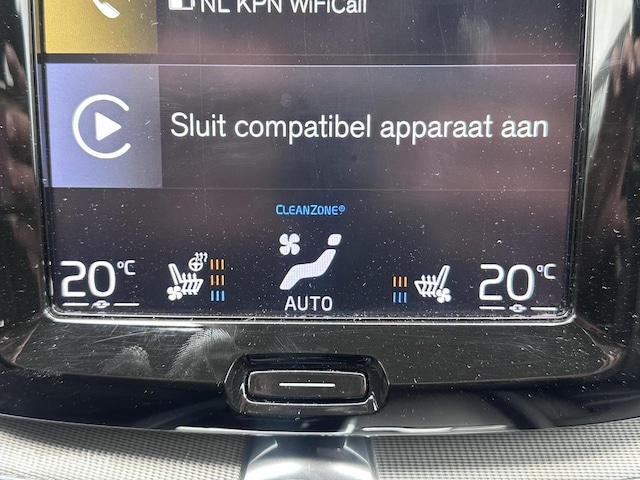 NL KPN WiFiCall
Sluit compatibel apparaat aan
CLEANZONE®
20°C
20°C
AUTO